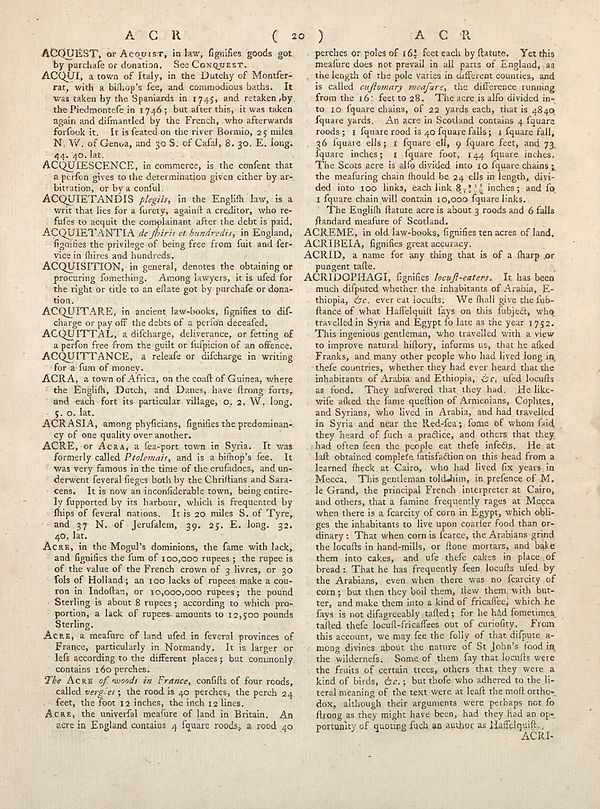 A C R ( 20 ) A C R
ACQUEST, or Acquist, in law, ſignifies goods got
by purchaſe or donation. See Conquest.
ACQUI, a town of Italy, in the Dutchy of Montfer-
rat, with a biſhop's ſee, and commodious baths. It
was taken by the Spaniards in 1745, and retaken by
the Piedmonteſe in 1746; but after this, it was taken
again and diſmantled by the French, who afterwards
forſook it. It is ſeated on the river Bormio, 25 miles
N. W. of Genoa, and 30 S. of Caſal, 8. 30. E. long.
44. 40. lat.
ACQUIESCENCE, in commerce, is the conſent that
a perſon gives to the determination given either by ar-
bitration, or by a conſul.
ACQUIETANDIS plegiis, in the Engliſh law, is a
writ that lies for a ſurety, againſt a creditor, who re-
fuſes to acquit the complainant after the debt is paid.
ACQUIETANTIA de ſhiris et hundredis, in England,
ſignifies the privilege of being free from ſuit and ſer-
vice in ſhires and hundreds.
ACQUISITION, in general, denotes the obtaining or
procuring ſomething. Among lawyers, it is uſed for
the right or title to an eſtate got by purchaſe or dona-
tion.
ACQUITARE, in ancient law-books, ſignifies to diſ-
charge or pay off the debts of a perſon deceaſed.
ACQUITTAL, a diſcharge, deliverance, or ſetting of
a perſon free from the guilt or ſuſpicion of an offence.
ACQUITTANCE, a releaſe or diſcharge in writing
for a ſum of money.
ACRA, a town of Africa, on the coaſt of Guinea, where
the Engliſh, Dutch, and Danes, have ſtrong forts,
and each fort its particular village, 0. 2. W. long.
5. 0. lat.
ACRASIA, among phyſicians, ſignifies the predominan-
cy of one quality over another.
ACRE, or Acra, a ſea-port town in Syria. It was
formerly called Ptolemais, and is a biſhop's ſee. It
was very famous in the time of the cruſadoes, and un-
derwent ſeveral ſieges both by the Chriſtians and Sara-
cens. It is now an inconſiderable town, being entire-
ly ſupported by its harbour, which is frequented by
ſhips of ſeveral nations. It is 20 miles S. of Tyre,
and 37 N. of Jeruſalem, 39. 25. E. long. 32.
40. lat.
Acre, in the Mogul's dominions, the ſame with lack,
and ſignifies the ſum of 100,000 rupees; the rupee is
of the value of the French crown of 3 livres, or 30
ſols of Holland; an 100 lacks of rupees make a cou-
ron in Indoſtan, or 10,000,000 rupees; the pound
Sterling is about 8 rupees; according to which pro-
portion, a lack of rupees amounts to 12,500 pounds
Sterling.
Acre, a meaſure of land uſed in ſeveral provinces of
France, particularly in Normandy. It is larger or
leſs according to the different places; but commonly
contains 160 perches.
The Acre of woods in France, conſiſts of four roods,
called verg-es; the rood is 40 perches, the perch 24
feet, the foot 12 inches, the inch 12 lines.
Acre, the univerſal meaſure of land in Britain. An
acre in England contains 4 ſquare roods, a rood 40
perches or poles of 16½ feet each by ſtatute. Yet this
meaſure does not prevail in all parts of England, as
the length of the pole varies in different counties, and
is called cuſtomary meaſure, the difference running
from the 16½ feet to 28. The acre is alſo divided in-
to 10 ſquare chains, of 22 yards each, that is 4840
ſquare yards. An acre in Scotland contains 4 ſquare
roods; 1 ſquare rood is 40 ſquare falls; 1 ſquare fall,
36 ſquare ells; 1 ſquare ell, 9 ſquare feet, and 73
ſquare inches; 1 ſquare foot, 144 ſquare inches.
The Scots acre is alſo divided into 10 ſquare chains;
the meaſuring chain ſhould be 24 ells in length, divi-
ded into 100 links, each link inches; and ſo
1 ſquare chain will contain 10,000 ſquare links.
The Engliſh ſtatute acre is about 3 roods and 6 falls
ſtandard meaſure of Scotland.
ACREME, in old law-books, ſignifies ten acres of land.
ACRIBEIA, ſignifies great accuracy.
ACRID, a name for any thing that is of a ſharp or
pungent taſte.
ACRIDOPHAGI, ſignifies locuſt-eaters. It has been
much diſputed whether the inhabitants of Arabia, E-
thiopia, &c. ever eat locuſts. We ſhall give the ſub-
ſtance of what Haſſelquiſt ſays on this ſubject, who
travelled in Syria and Egypt ſo late as the year 1752.
This ingenious gentleman, who travelled with a view
to improve natural hiſtory, informs us, that he aſked
Franks, and many other people who had lived long in
theſe countries, whether they had ever heard that the
inhabitants of Arabia and Ethiopia, &c. uſed locuſts
as food. They anſwered that they had. He like-
wiſe aſked the ſame queſtion of Armenians, Cophtes,
and Syrians, who lived in Arabia, and had travelled
in Syria and near the Red-ſea; ſome of whom ſaid
they heard of ſuch a practice, and others that they
had often ſeen the people eat theſe inſects. He at
laſt obtained complete ſatisfaction on this head from a
learned ſheck at Cairo, who had lived ſix years in
Mecca. This gentleman told him, in preſence of M.
le Grand, the principal French interpreter at Cairo,
and others, that a famine frequently rages at Mecca
when there is a ſcarcity of corn in Egypt, which obli-
ges the inhabitants to live upon coarſer food than or-
dinary: That when corn is ſcarce, the Arabians grind
the locuſts in hand-mills, or ſtone mortars, and bake
them into cakes, and uſe theſe cakes in place of
bread: That he has frequently ſeen locuſts uſed by
the Arabians, even when there was no ſcarcity of
corn; but then they boil them, ſtew them with but-
ter, and make them into a kind of fricaſſee, which he
ſays is not diſagreeably taſted; for he had ſometimes
taſted theſe locuſt-fricaſſees out of curioſity. From
this account, we may ſee the folly of that diſpute a-
mong divines about the nature of St John's food in
the wilderneſs. Some of them ſay that locuſts were
the fruits of certain trees, others that they were a
kind of birds, &c.; but thoſe who adhered to the li-
teral meaning of the text were at leaſt the moſt ortho-
dox, although their arguments were perhaps not ſo
ſtrong as they might have been, had they had an op-
portunity of quoting ſuch an author as Haſſelquiſt.
ACRI-